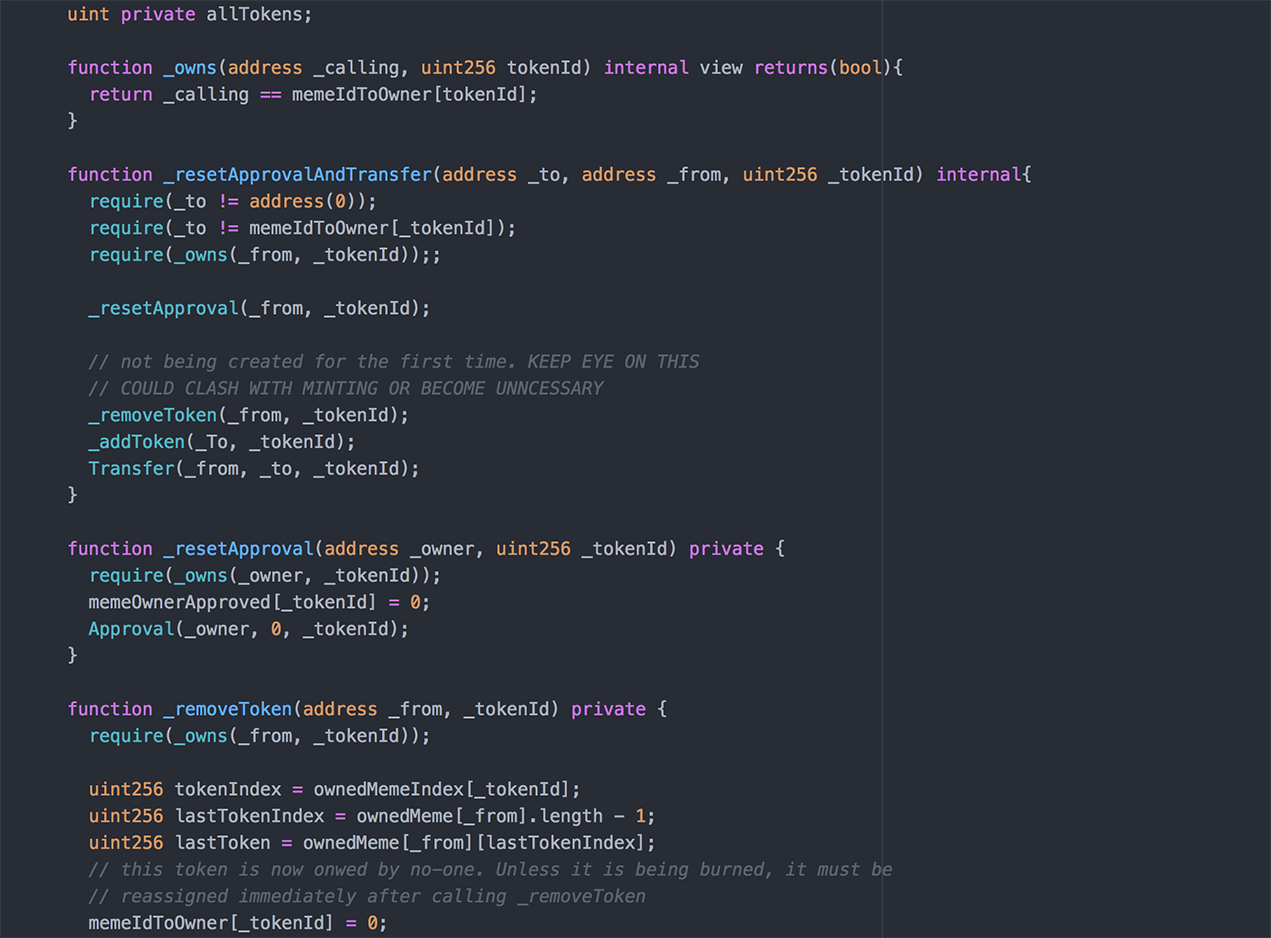 uint private allTokens;
function _owns(address _calling, uint256 tokenId) internal view returns(bool){
return _calling == memeIdToOwner[tokenId];
}
function _resetApprovalAndTransfer(address _to, address _from, uint256 _tokenId) internal{
require(_to != address(0));
require(_to != memeIdToOwner[_tokenId]);
require(_owns(_from, _tokenId));;
_resetApproval(_from, _tokenId);
// not being created for the first time. KEEP EYE ON THIS
// COULD CLASH WITH MINTING OR BECOME UNNCESSARY
_removeToken(_from, _tokenId);
_addToken(_To, _tokenId);
Transfer(_from, _to, _tokenId);
}
function _resetApproval(address _owner, uint256 _tokenId) private {
require(_owns(_owner, _tokenId));
memeOwnerApproved[_tokenId] = 0;
Approval(_owner, 0, _tokenId);
}
function _removeToken(address _from, _tokenId) private {
require(_owns(_from, _tokenId));
uint256 tokenIndex = ownedMemeIndex[_tokenId];
uint256 lastTokenIndex = ownedMeme[_from].length - 1;
uint256 lastToken = ownedMeme[_from][lastTokenIndex];
// this token is now onwed by no-one. Unless it is being burned, it must be
// reassigned immediately after calling _removeToken
memeIdToOwner[_tokenId] = 0;